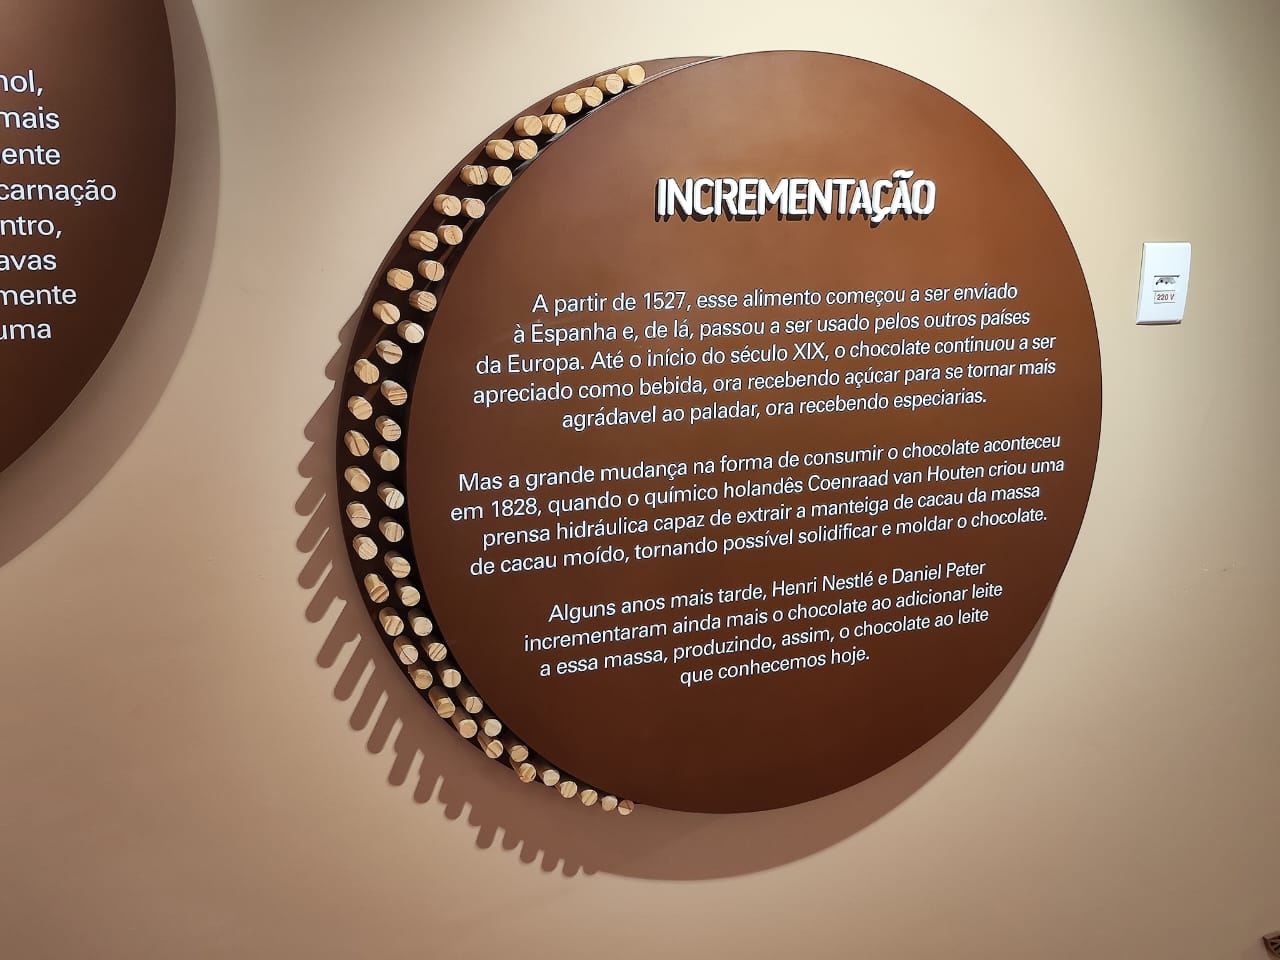 nol,
mais
ente
carnação
ntro,
avas
mente
uma
INCREMENTAÇÃO
A partir de 1527, esse alimento começou a ser enviado
à Espanha e, de lá, passou a ser usado pelos outros países
da Europa. Até o início do século XIX, o chocolate continuou a ser
apreciado como bebida, ora recebendo açúcar para se tornar mais
agrádavel ao paladar, ora recebendo especiarias.
Mas a grande mudança na forma de consumir o chocolate aconteceu
em 1828, quando o químico holandês Coenraad van Houten criou uma
prensa hidráulica capaz de extrair a manteiga de cacau da massa
de cacau moído, tornando possível solidificar e moldar o chocolate.
Alguns anos mais tarde, Henri Nestlé e Daniel Peter
incrementaram ainda mais o chocolate ao adicionar leite
a essa massa, produzindo, assim, o chocolate ao leite
que conhecemos hoje.
220 V